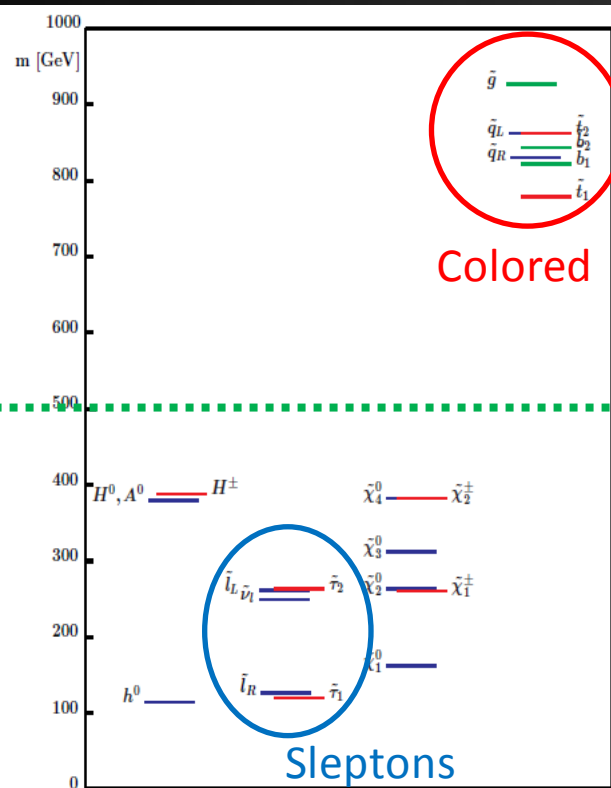 1000
m [GeV]
900
800
700
600
500
400
300
200
100
0
g̃
q̃L
t̃2
b̃2
q̃R
b̃1
t̃1
Colored
H⁰, A⁰
H±
χ̃⁰4
χ̃±2
χ̃⁰3
l̃L ν̃l
τ̃2
χ̃⁰2
χ̃±1
χ̃⁰1
l̃R
τ̃1
h⁰
Sleptons